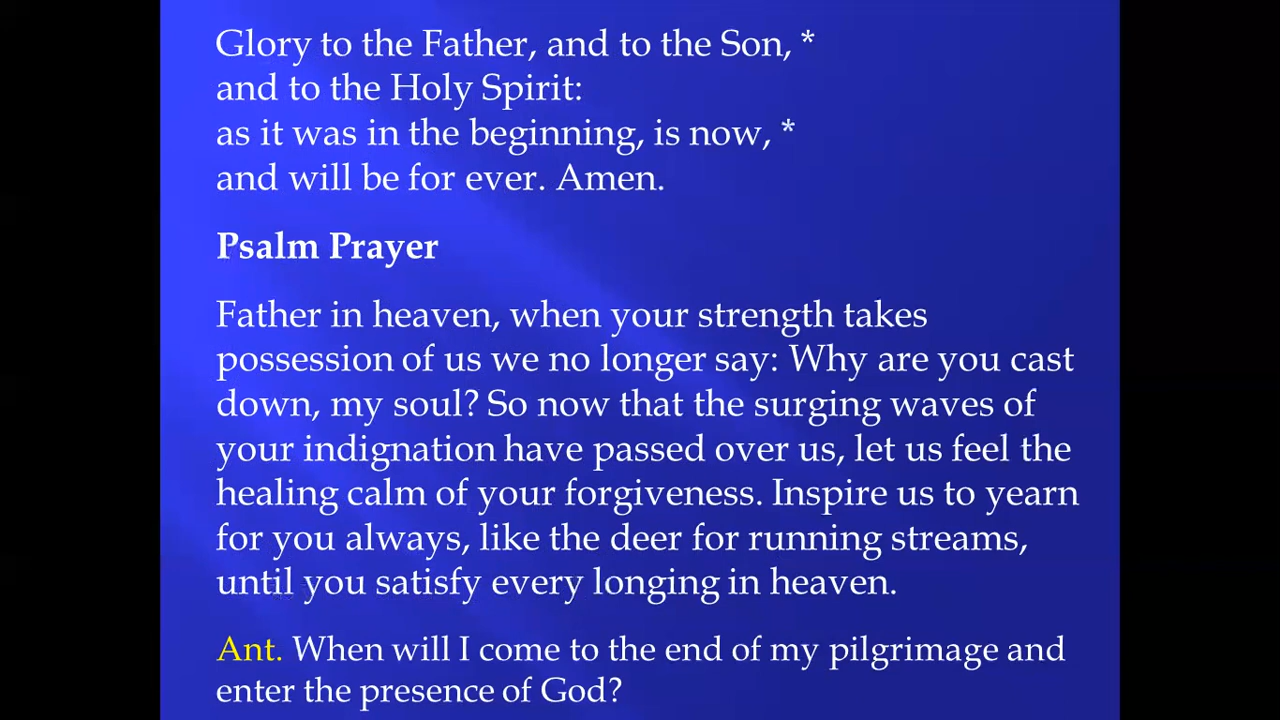 Glory to the Father, and to the Son, *
and to the Holy Spirit:
as it was in the beginning, is now, *
and will be for ever. Amen.
Psalm Prayer
Father in heaven, when your strength takes
possession of us we no longer say: Why are you cast
down, my soul? So now that the surging waves of
your indignation have passed over us, let us feel the
healing calm of your forgiveness. Inspire us to yearn
for you always, like the deer for running streams,
until you satisfy every longing in heaven.
Ant. When will I come to the end of my pilgrimage and
enter the presence of God?